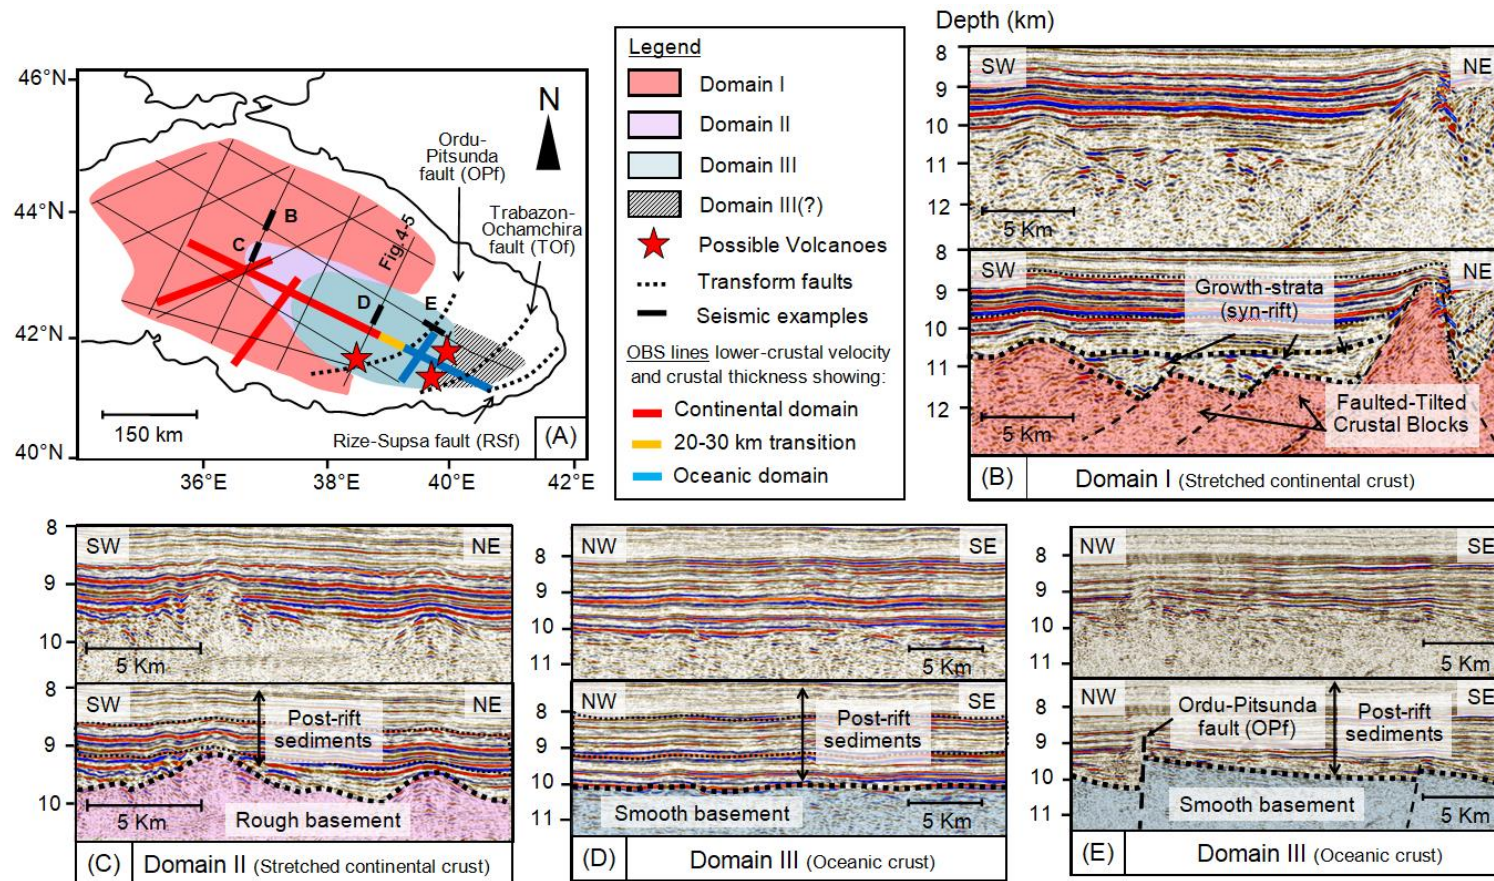 46°N
44°N
42°N
40°N
36°E
38°E
40°E
42°E
N
B
C
D
E
Fig. 4-5
Ordu-
Pitsunda
fault (OPf)
Trabazon-
Ochamchira
fault (TOf)
Rize-Supsa fault (RSf)
150 km
(A)
Legend
Domain I
Domain II
Domain III
Domain III(?)
Possible Volcanoes
Transform faults
Seismic examples
OBS lines lower-crustal velocity
and crustal thickness showing:
Continental domain
20-30 km transition
Oceanic domain
Depth (km)
8
9
10
11
12
SW
NE
5 Km
8
9
10
11
12
SW
NE
Growth-strata
(syn-rift)
Faulted-Tilted
Crustal Blocks
5 Km
(B)
Domain I (Stretched continental crust)
8
9
10
SW
NE
5 Km
8
9
10
SW
NE
Post-rift
sediments
5 Km
Rough basement
(C)
Domain II (Stretched continental crust)
8
9
10
11
NW
SE
5 Km
8
9
10
11
NW
SE
Post-rift
sediments
Smooth basement
5 Km
(D)
Domain III (Oceanic crust)
8
9
10
11
NW
SE
5 Km
8
9
10
11
NW
SE
Ordu-Pitsunda
fault (OPf)
Post-rift
sediments
Smooth basement
5 Km
(E)
Domain III (Oceanic crust)